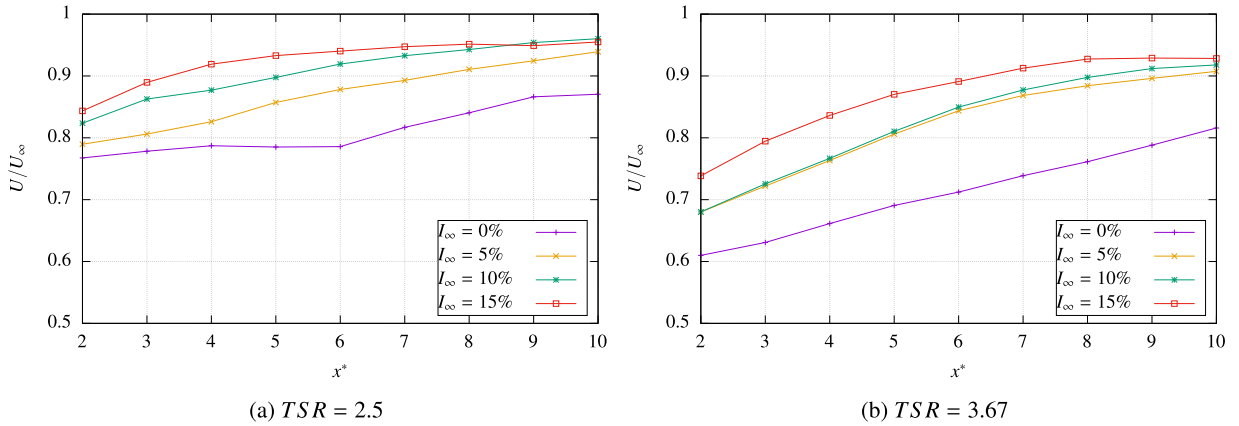 1
0.9
0.8
0.7
0.6
0.5
U/U∞
I∞ = 0%
I∞ = 5%
I∞ = 10%
I∞ = 15%
2 3 4 5 6 7 8 9 10
x*
(a) TSR = 2.5
1
0.9
0.8
0.7
0.6
0.5
U/U∞
I∞ = 0%
I∞ = 5%
I∞ = 10%
I∞ = 15%
2 3 4 5 6 7 8 9 10
x*
(b) TSR = 3.67